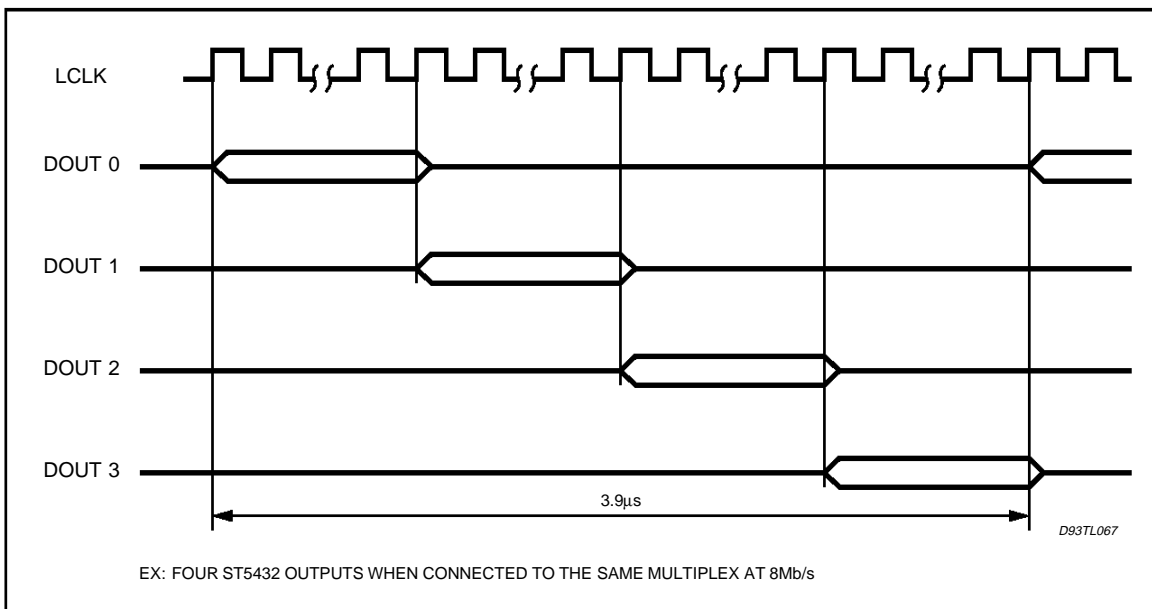 LCLK
DOUT 0
DOUT 1
DOUT 2
DOUT 3
3.9µs
D93TL067
EX: FOUR ST5432 OUTPUTS WHEN CONNECTED TO THE SAME MULTIPLEX AT 8Mb/s